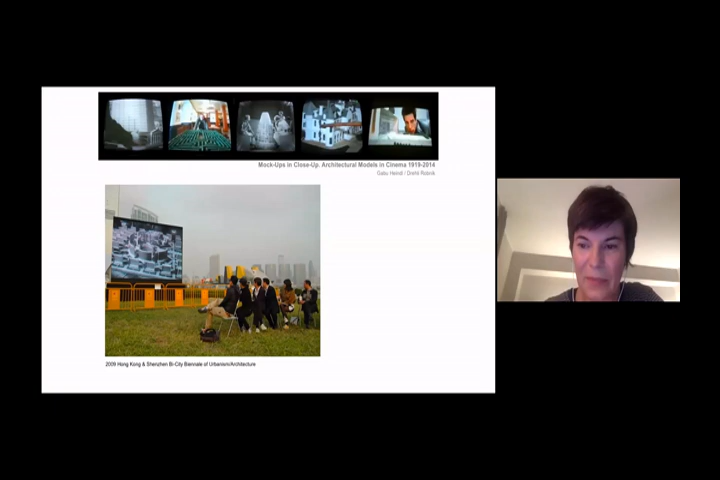 Mock-Ups in Close-Up. Architectural Models in Cinema 1919-2014
Gabu Heindl / Drehli Robnik
2009 Hong Kong & Shenzhen Bi-City Biennale of Urbanism/Architecture